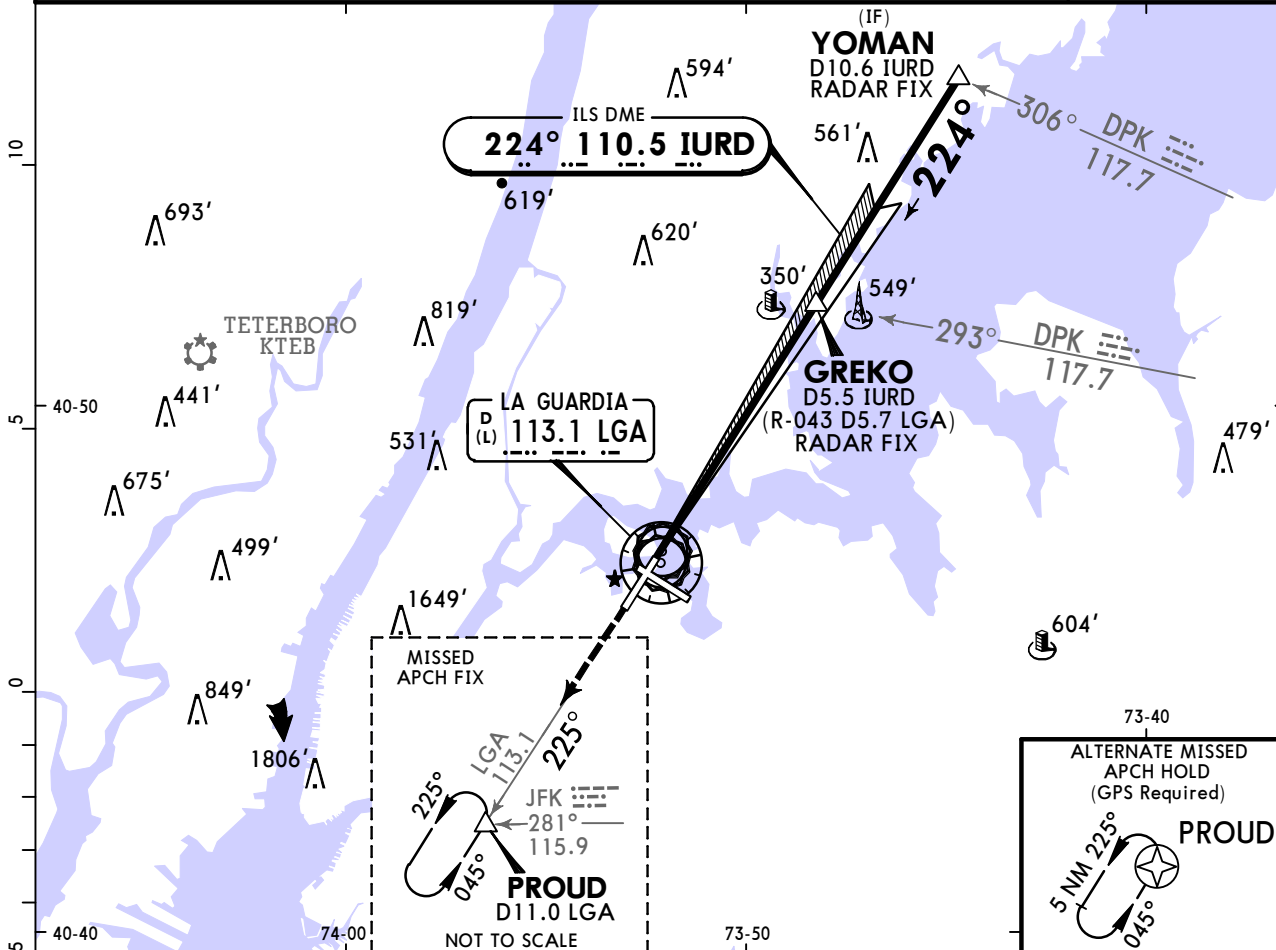 (IF)
YOMAN
D10.6 IURD
RADAR FIX
594'
ILS DME
224° 110.5 IURD
561'
224°
306°
DPK
117.7
10
619'
693'
620'
350'
549'
819'
TETERBORO
KTEB
293°
DPK
117.7
GREKO
D5.5 IURD
(R-043 D5.7 LGA)
RADAR FIX
441'
5
40-50
LA GUARDIA
D
(L)
113.1 LGA
531'
479'
675'
499'
1649'
604'
MISSED
APCH FIX
0
849'
1806'
LGA
113.1
225°
225°
JFK
281°
115.9
045°
PROUD
D11.0 LGA
NOT TO SCALE
73-40
ALTERNATE MISSED
APCH HOLD
(GPS Required)
PROUD
5 NM 225°
045°
5
40-40
74-00
73-50